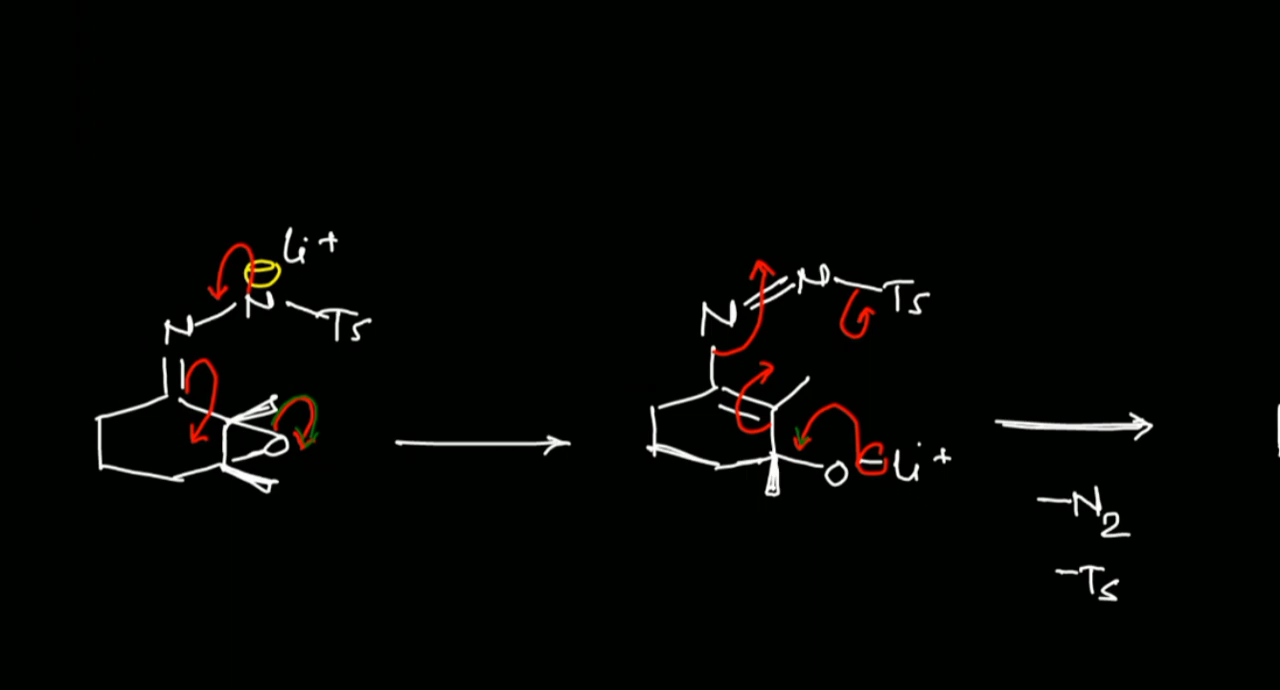 Li +
⊖
N N Ts
O
N = N Ts
O ⊖ Li +
-N2
-Ts